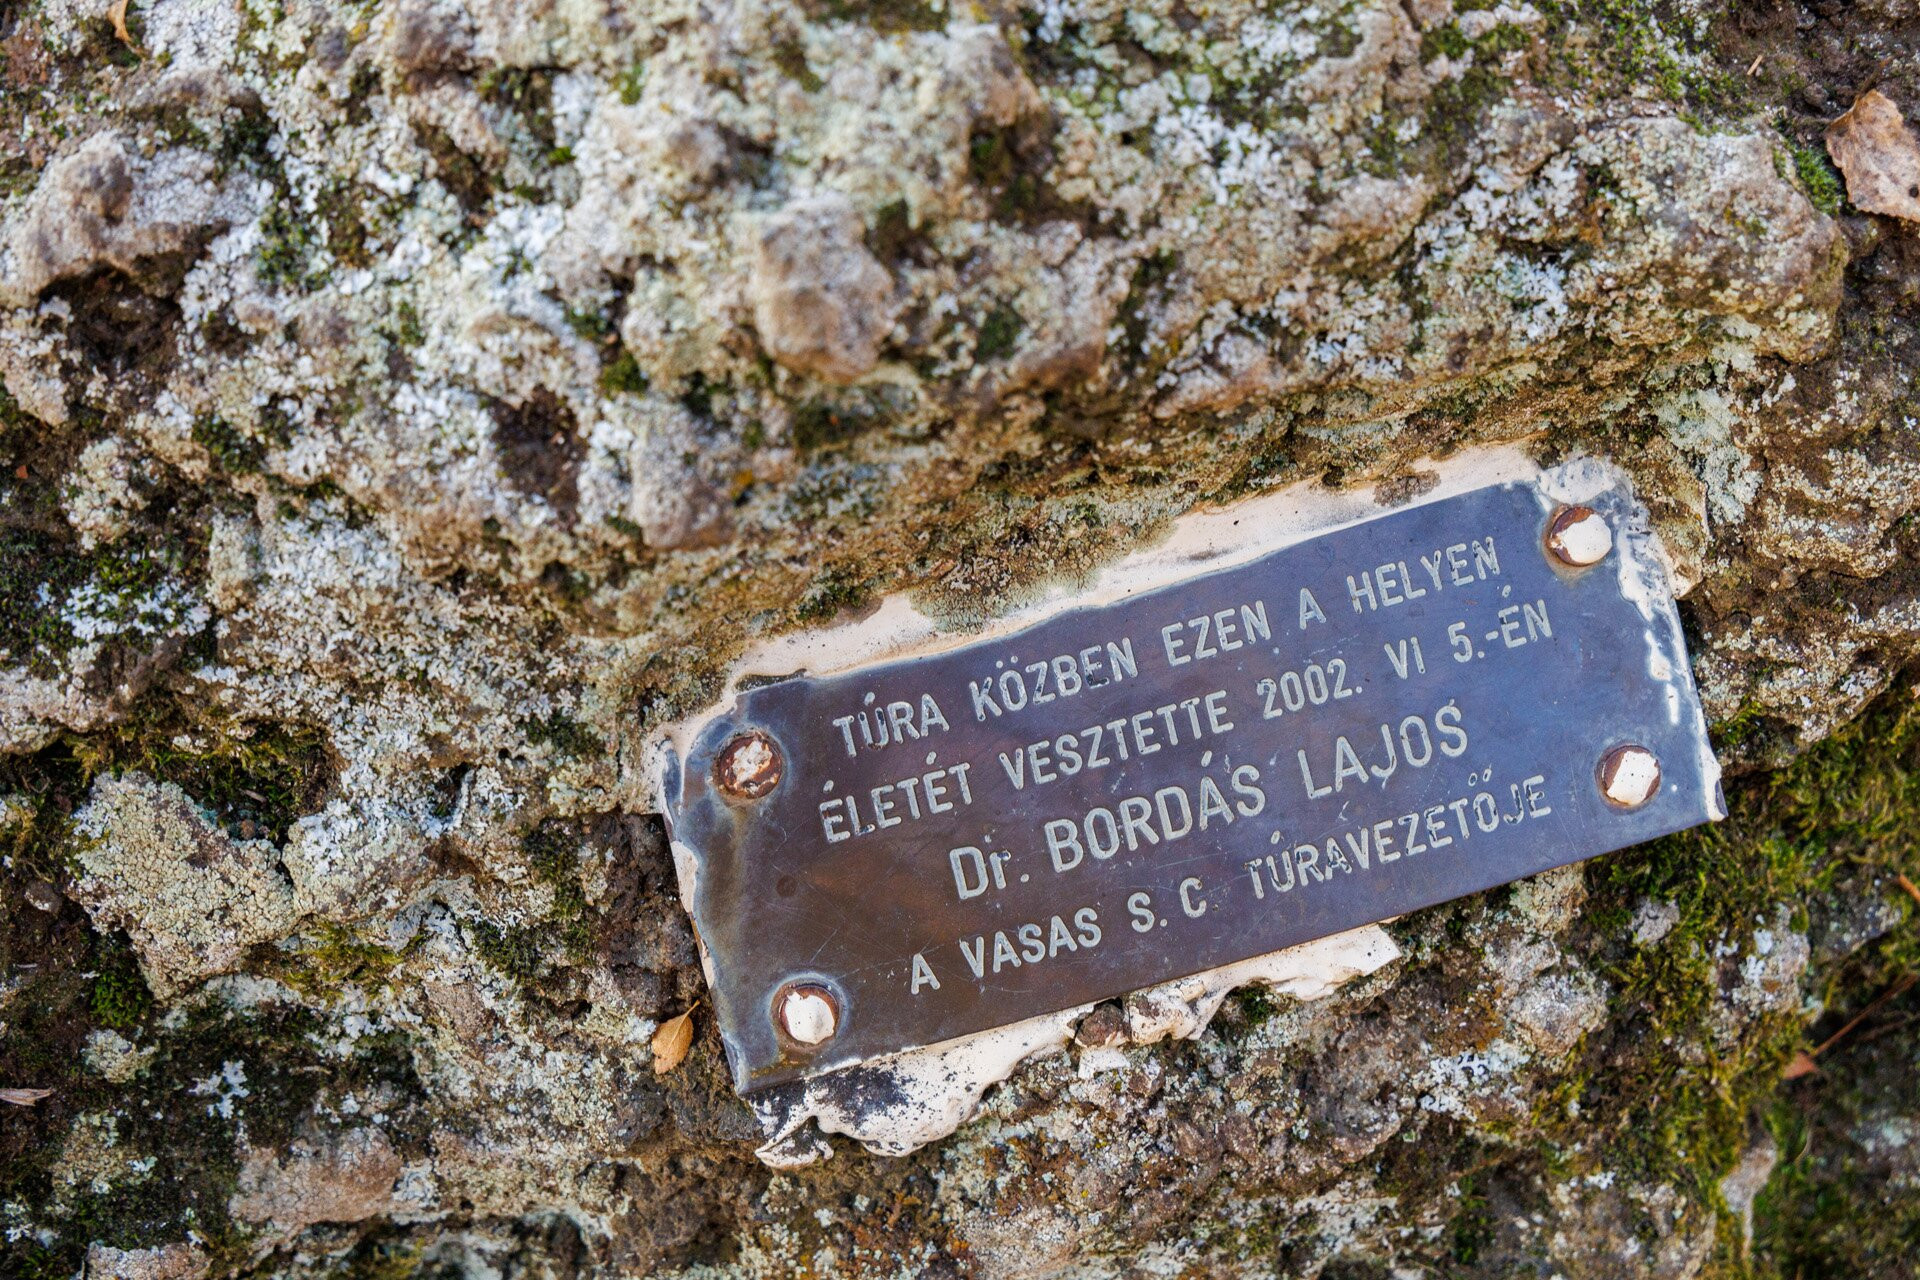 TÚRA KÖZBEN EZEN A HELYEN
ÉLETÉT VESZTETTE 2002. VI 5.-ÉN
Dr. BORDÁS LAJOS
A VASAS S.C TÚRAVEZETŐJE